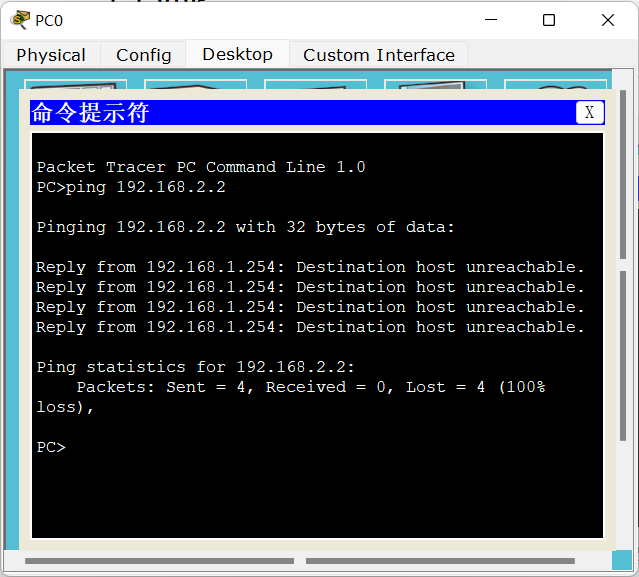 PC0
Physical Config Desktop Custom Interface
命令提示符 X
Packet Tracer PC Command Line 1.0
PC>ping 192.168.2.2
Pinging 192.168.2.2 with 32 bytes of data:
Reply from 192.168.1.254: Destination host unreachable.
Reply from 192.168.1.254: Destination host unreachable.
Reply from 192.168.1.254: Destination host unreachable.
Reply from 192.168.1.254: Destination host unreachable.
Ping statistics for 192.168.2.2:
Packets: Sent = 4, Received = 0, Lost = 4 (100%
loss),
PC>